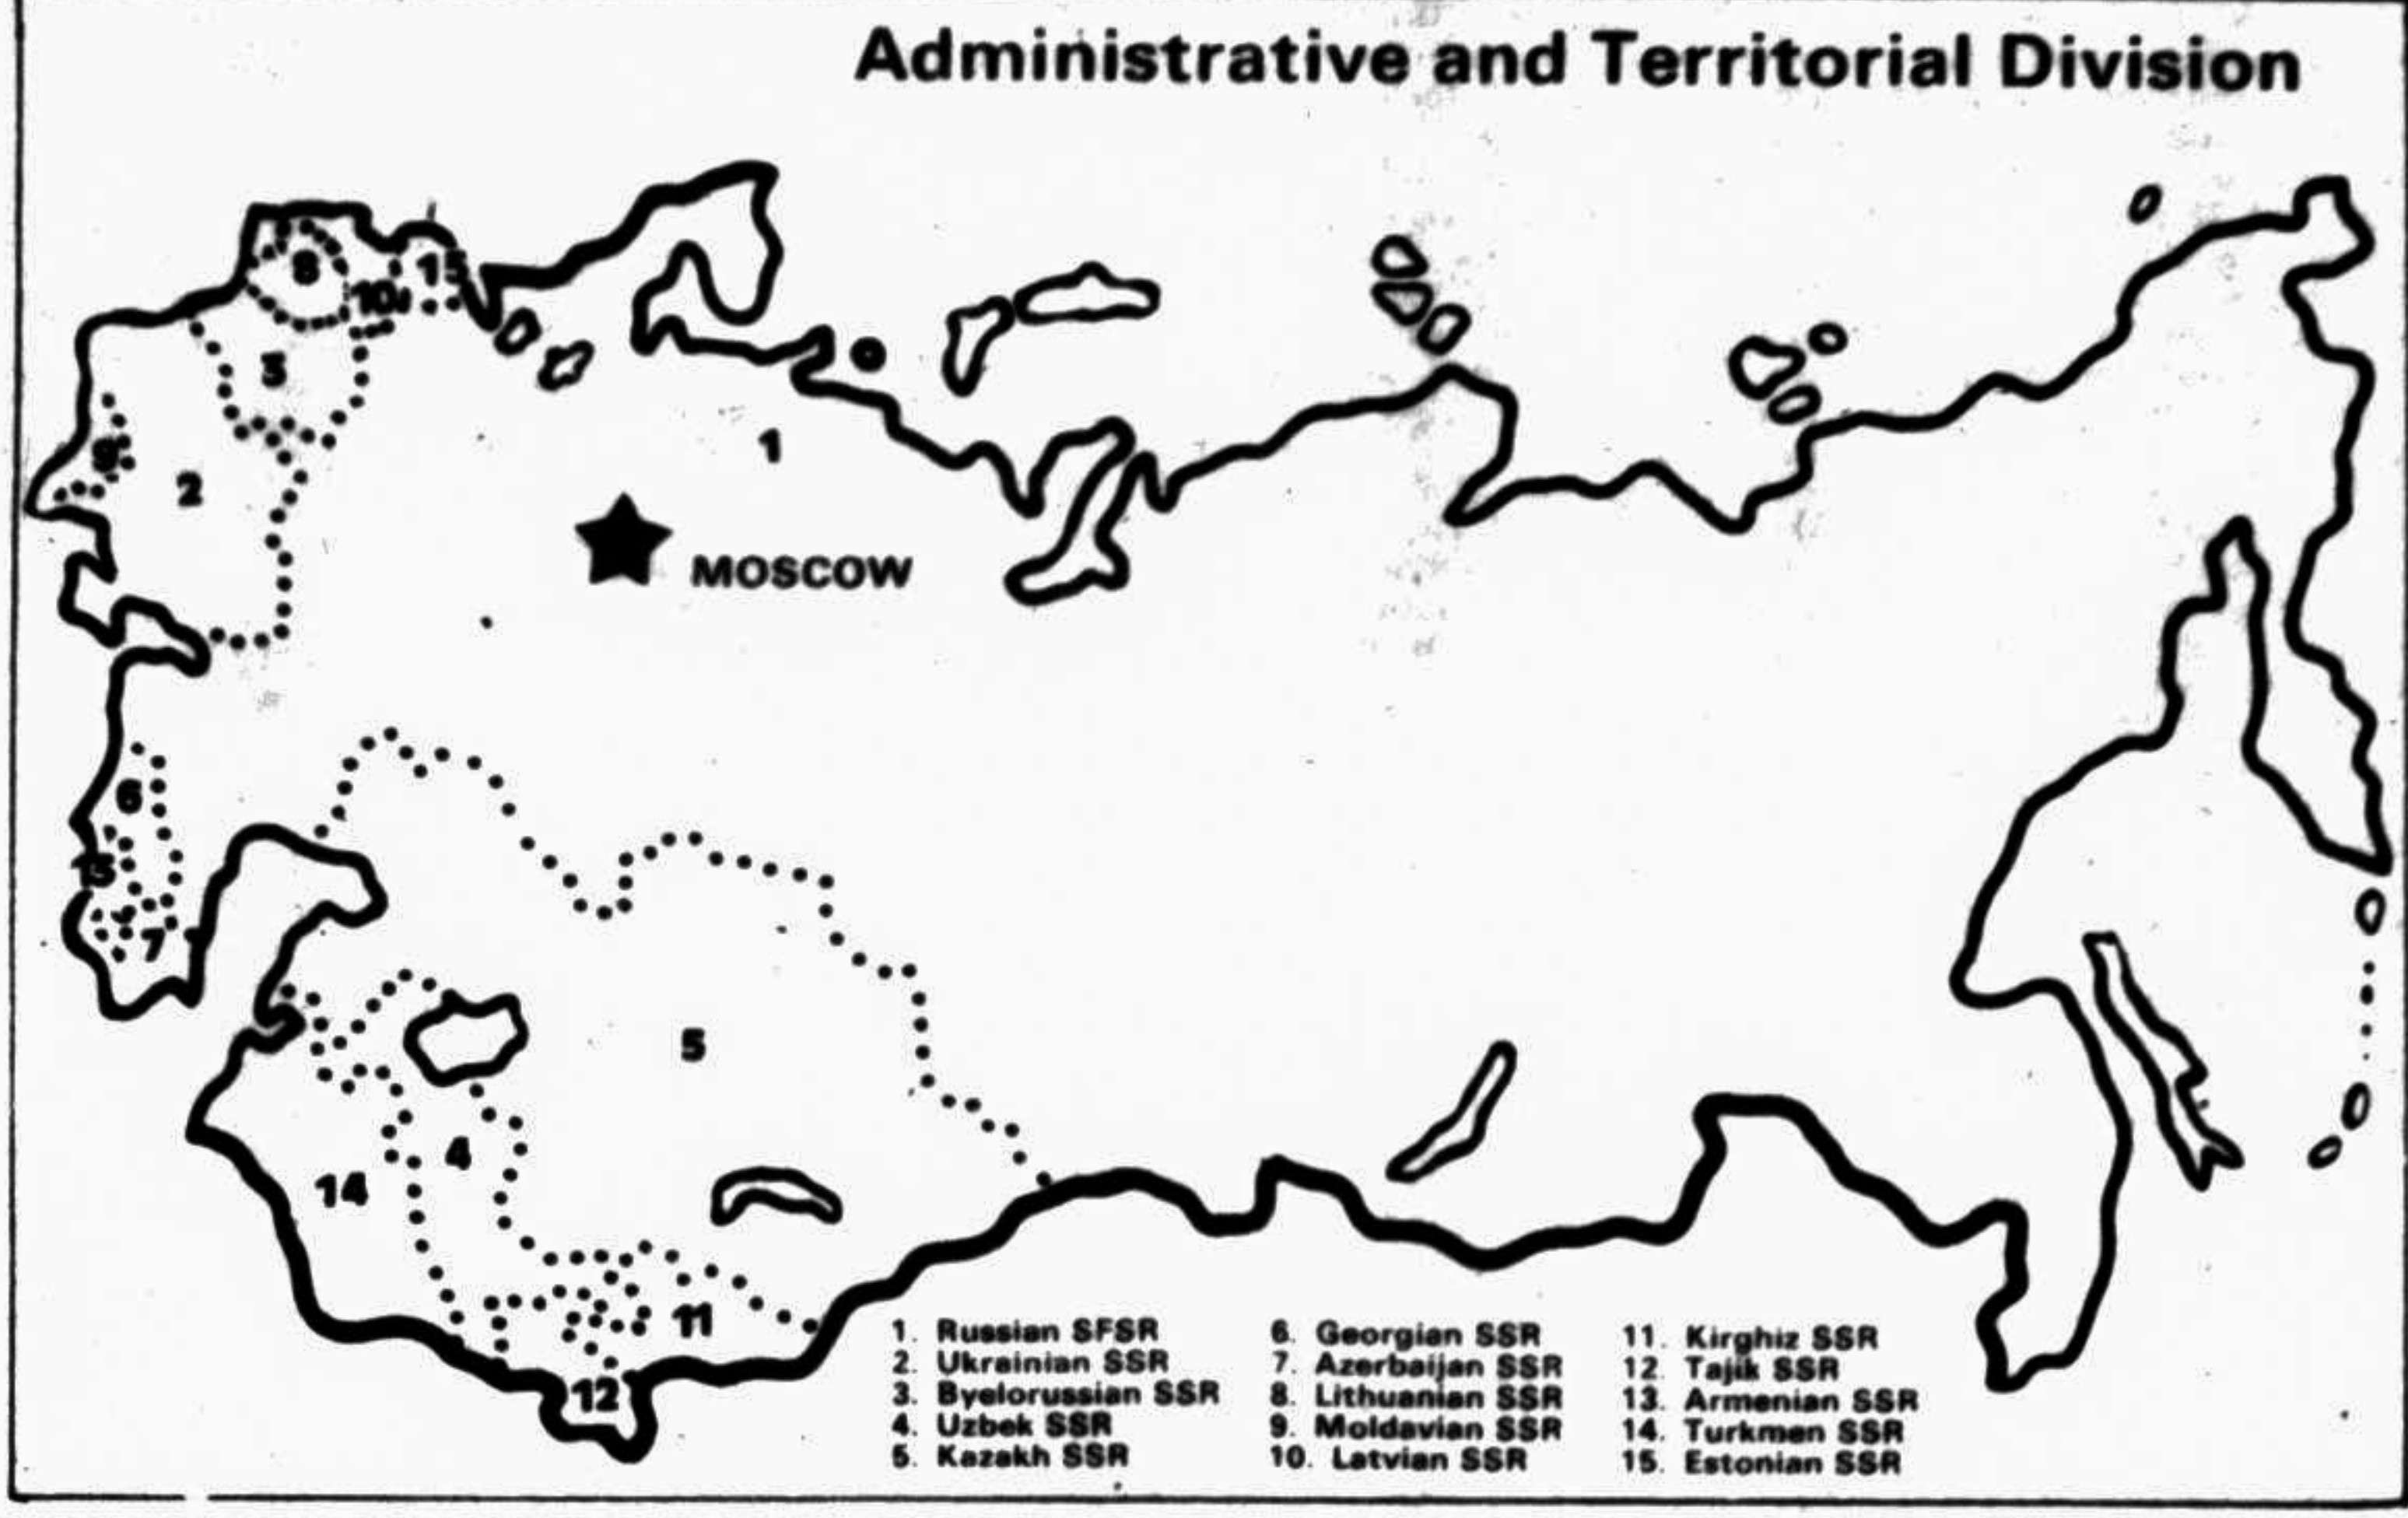 Administrative and Territorial Division
8
15
10
3
1
9
2
MOSCOW
6
7
5
4
14
11
12
1. Russian SFSR
2. Ukrainian SSR
3. Byelorussian SSR
4. Uzbek SSR
5. Kazakh SSR
6. Georgian SSR
7. Azerbaijan SSR
8. Lithuanian SSR
9. Moldavian SSR
10. Latvian SSR
11. Kirghiz SSR
12. Tajik SSR
13. Armenian SSR
14. Turkmen SSR
15. Estonian SSR